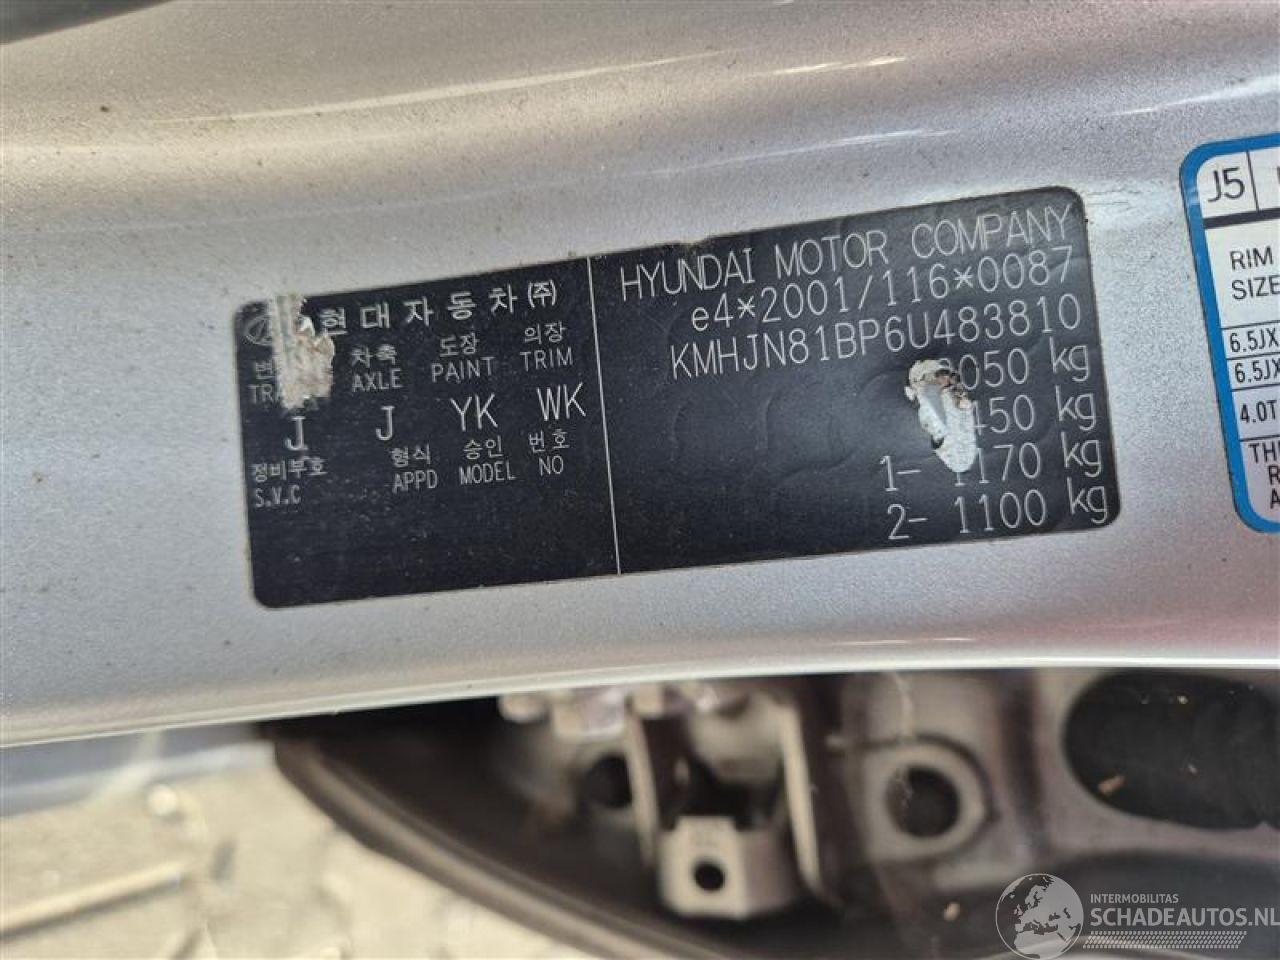 현대자동차 (주)
차축 도장 의장
AXLE PAINT TRIM
J J YK WK
정비부호 형식 승인 번호
S.V.C APPD MODEL NO
HYUNDAI MOTOR COMPANY
e4*2001/116*0087
KMHJN81BP6U483810
050 kg
450 kg
1- 1170 kg
2- 1100 kg
J5
RIM
SIZE
6.5JX
6.5JX
4.0T
INTERMOBILITAS
SCHADEAUTOS.NL